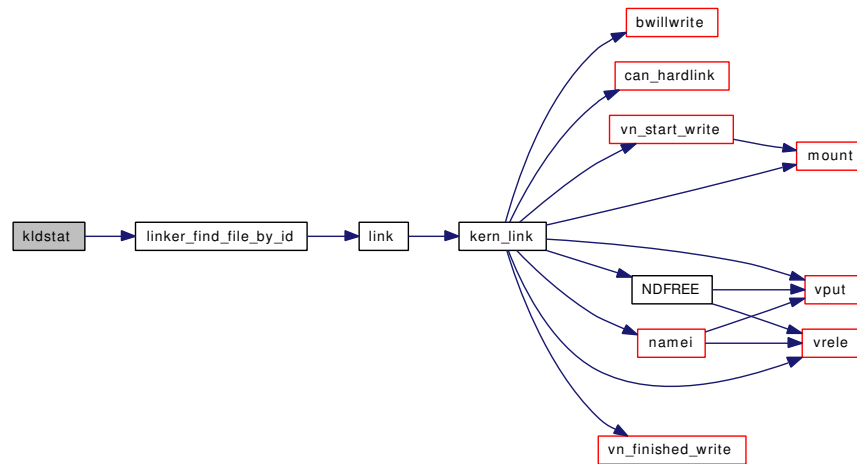 bwillwrite
can_hardlink
vn_start_write
mount
kldstat
linker_find_file_by_id
link
kern_link
NDFREE
vput
namei
vrele
vn_finished_write